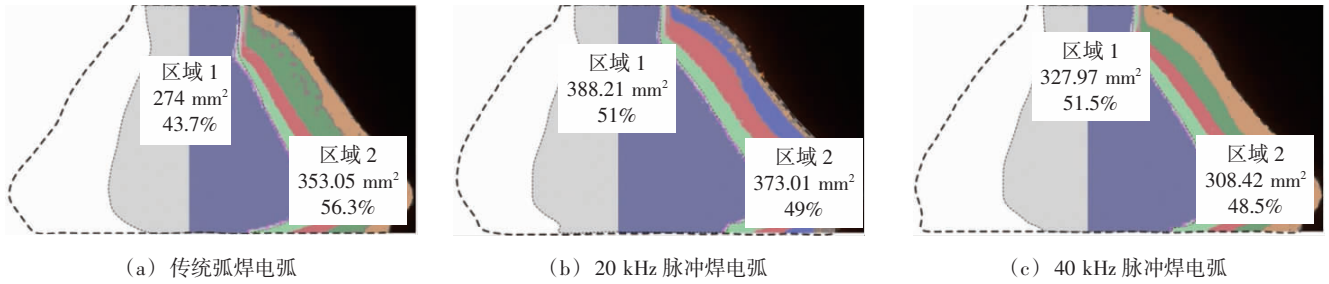 区域 1
274 mm²
43.7%
区域 2
353.05 mm²
56.3%
(a) 传统弧焊电弧
区域 1
388.21 mm²
51%
区域 2
373.01 mm²
49%
(b) 20 kHz 脉冲焊电弧
区域 1
327.97 mm²
51.5%
区域 2
308.42 mm²
48.5%
(c) 40 kHz 脉冲焊电弧